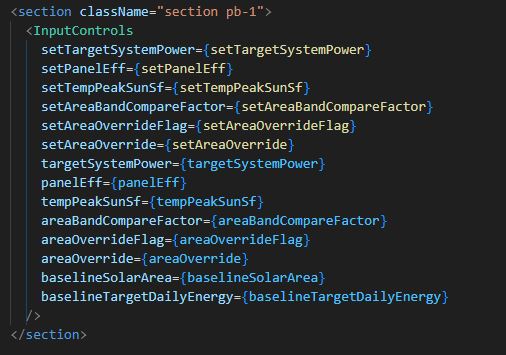 <section className="section pb-1">
<InputControls
setTargetSystemPower={setTargetSystemPower}
setPanelEff={setPanelEff}
setTempPeakSunSf={setTempPeakSunSf}
setAreaBandCompareFactor={setAreaBandCompareFactor}
setAreaOverrideFlag={setAreaOverrideFlag}
setAreaOverride={setAreaOverride}
targetSystemPower={targetSystemPower}
panelEff={panelEff}
tempPeakSunSf={tempPeakSunSf}
areaBandCompareFactor={areaBandCompareFactor}
areaOverrideFlag={areaOverrideFlag}
areaOverride={areaOverride}
baselineSolarArea={baselineSolarArea}
baselineTargetDailyEnergy={baselineTargetDailyEnergy}
/>
</section>